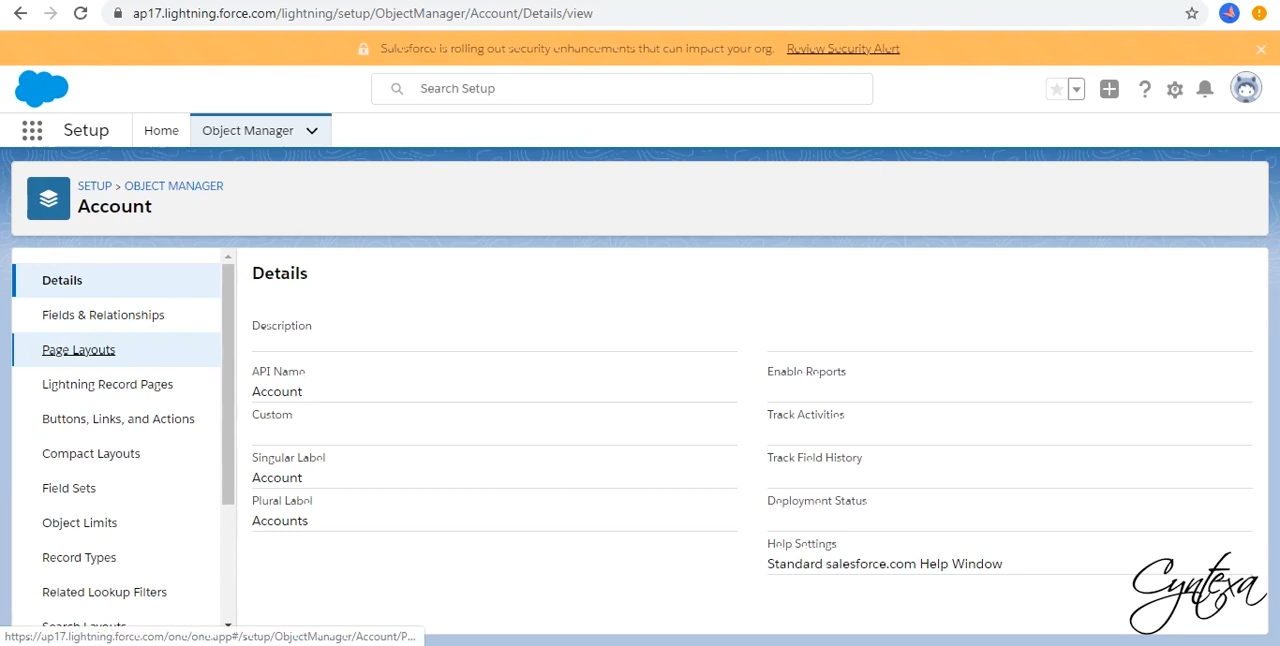 ap17.lightning.force.com/lightning/setup/ObjectManager/Account/Details/view
Salesforce is rolling out security enhancements that can impact your org. Review Security Alert
Search Setup
Setup
Home
Object Manager
SETUP > OBJECT MANAGER
Account
Details
Fields & Relationships
Page Layouts
Lightning Record Pages
Buttons, Links, and Actions
Compact Layouts
Field Sets
Object Limits
Record Types
Related Lookup Filters
Search Layouts
Details
Description
API Name
Account
Custom
Singular Label
Account
Plural Label
Accounts
Enable Reports
Track Activities
Track Field History
Deployment Status
Help Settings
Standard salesforce.com Help Window
Cyntexa
https://ap17.lightning.force.com/one/one.app#/setup/ObjectManager/Account/P...